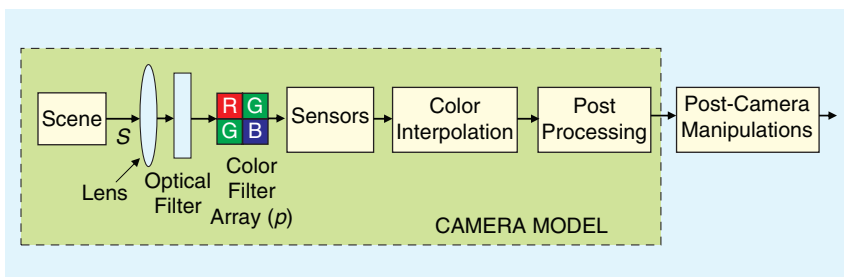 Scene
S
Lens
Optical
Filter
R G
G B
Color
Filter
Array (p)
Sensors
Color
Interpolation
Post
Processing
Post-Camera
Manipulations
CAMERA MODEL